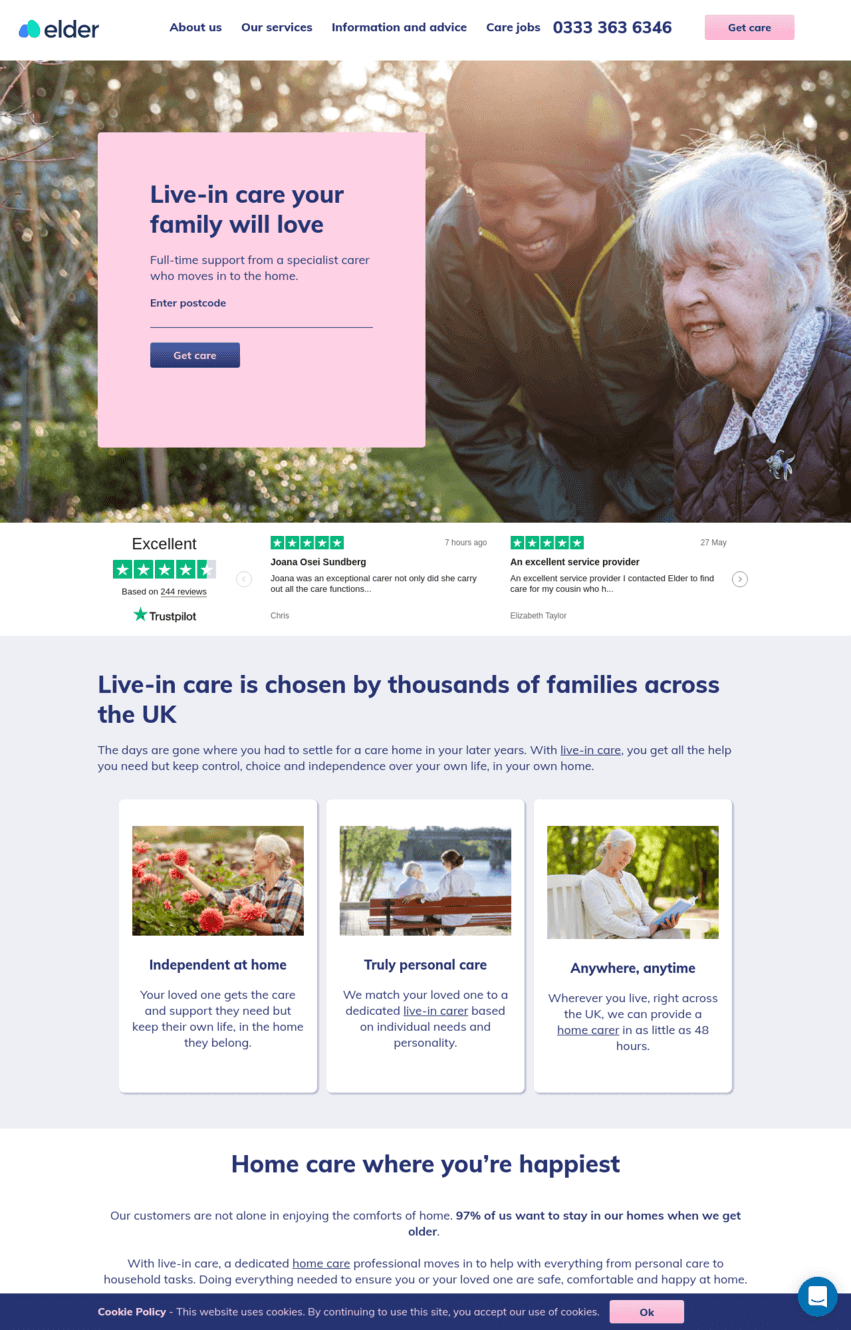 elder
About us Our services Information and advice Care jobs 0333 363 6346 Get care
Live-in care your
family will love
Full-time support from a specialist carer
who moves in to the home.
Enter postcode
Get care
Excellent
Based on 244 reviews
Trustpilot
7 hours ago
Joana Osei Sundberg
Joana was an exceptional carer not only did she carry
out all the care functions...
Chris
27 May
An excellent service provider
An excellent service provider I contacted Elder to find
care for my cousin who h...
Elizabeth Taylor
Live-in care is chosen by thousands of families across
the UK
The days are gone where you had to settle for a care home in your later years. With live-in care, you get all the help
you need but keep control, choice and independence over your own life, in your own home.
Independent at home
Your loved one gets the care
and support they need but
keep their own life, in the home
they belong.
Truly personal care
We match your loved one to a
dedicated live-in carer based
on individual needs and
personality.
Anywhere, anytime
Wherever you live, right across
the UK, we can provide a
home carer in as little as 48
hours.
Home care where you’re happiest
Our customers are not alone in enjoying the comforts of home. 97% of us want to stay in our homes when we get
older.
With live-in care, a dedicated home care professional moves in to help with everything from personal care to
household tasks. Doing everything needed to ensure you or your loved one are safe, comfortable and happy at home.
Cookie Policy - This website uses cookies. By continuing to use this site, you accept our use of cookies. Ok